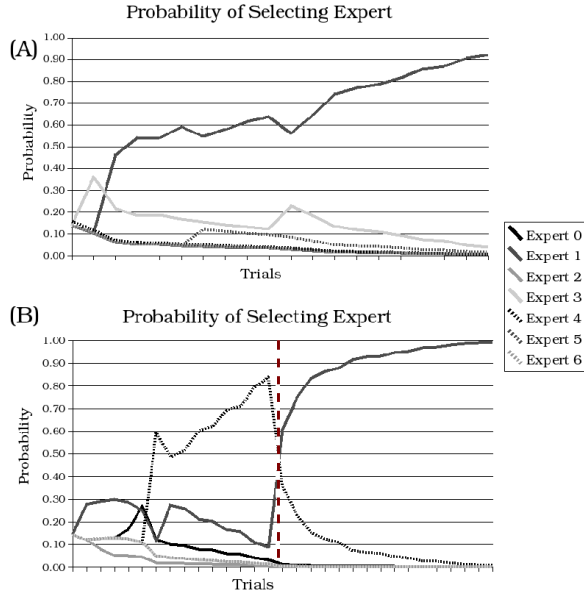 Probability of Selecting Expert
(A)
1.00
0.90
0.80
0.70
0.60
0.50
0.40
0.30
0.20
0.10
0.00
Probability
Trials
Expert 0
Expert 1
Expert 2
Expert 3
Expert 4
Expert 5
Expert 6
(B)
Probability of Selecting Expert
1.00
0.90
0.80
0.70
0.60
0.50
0.40
0.30
0.20
0.10
0.00
Probability
Trials